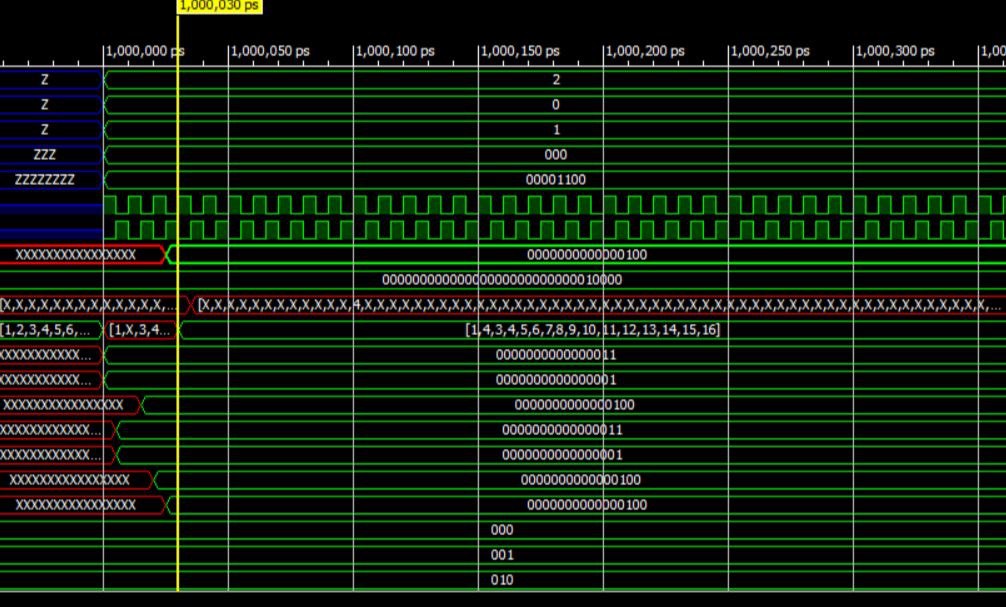 1,000,030 ps
1,000,000 ps 1,000,050 ps 1,000,100 ps 1,000,150 ps 1,000,200 ps 1,000,250 ps 1,000,300 ps 1,00
Z 2
Z 0
Z 1
ZZZ 000
ZZZZZZZZ 00001100
XXXXXXXXXXXXXXXX 0000000000000100
00000000000000000000000000010000
[X,X,X,X,X,X,X,X,X,X,X,X,X,... [X,X,X,X,X,X,X,X,X,X,X,X,4,X,X,X,X,X,X,X,X,X,X,X,X,X,X,X,X,X,X,X,X,X,X,X,X,X,X,X,X,X,X,X,X,X,X,X,X,X,X,X,X,X,X,X,X,X,X,X,X,X,X,X...
[1,2,3,4,5,6,... [1,X,3,4... [1,4,3,4,5,6,7,8,9,10,11,12,13,14,15,16]
XXXXXXXXXXX... 0000000000000011
XXXXXXXXXXX... 0000000000000001
XXXXXXXXXXXXXXXX 0000000000000100
XXXXXXXXXXXX... 0000000000000011
XXXXXXXXXXXX... 0000000000000001
XXXXXXXXXXXXXXXX 0000000000000100
XXXXXXXXXXXXXXXX 0000000000000100
000
001
010